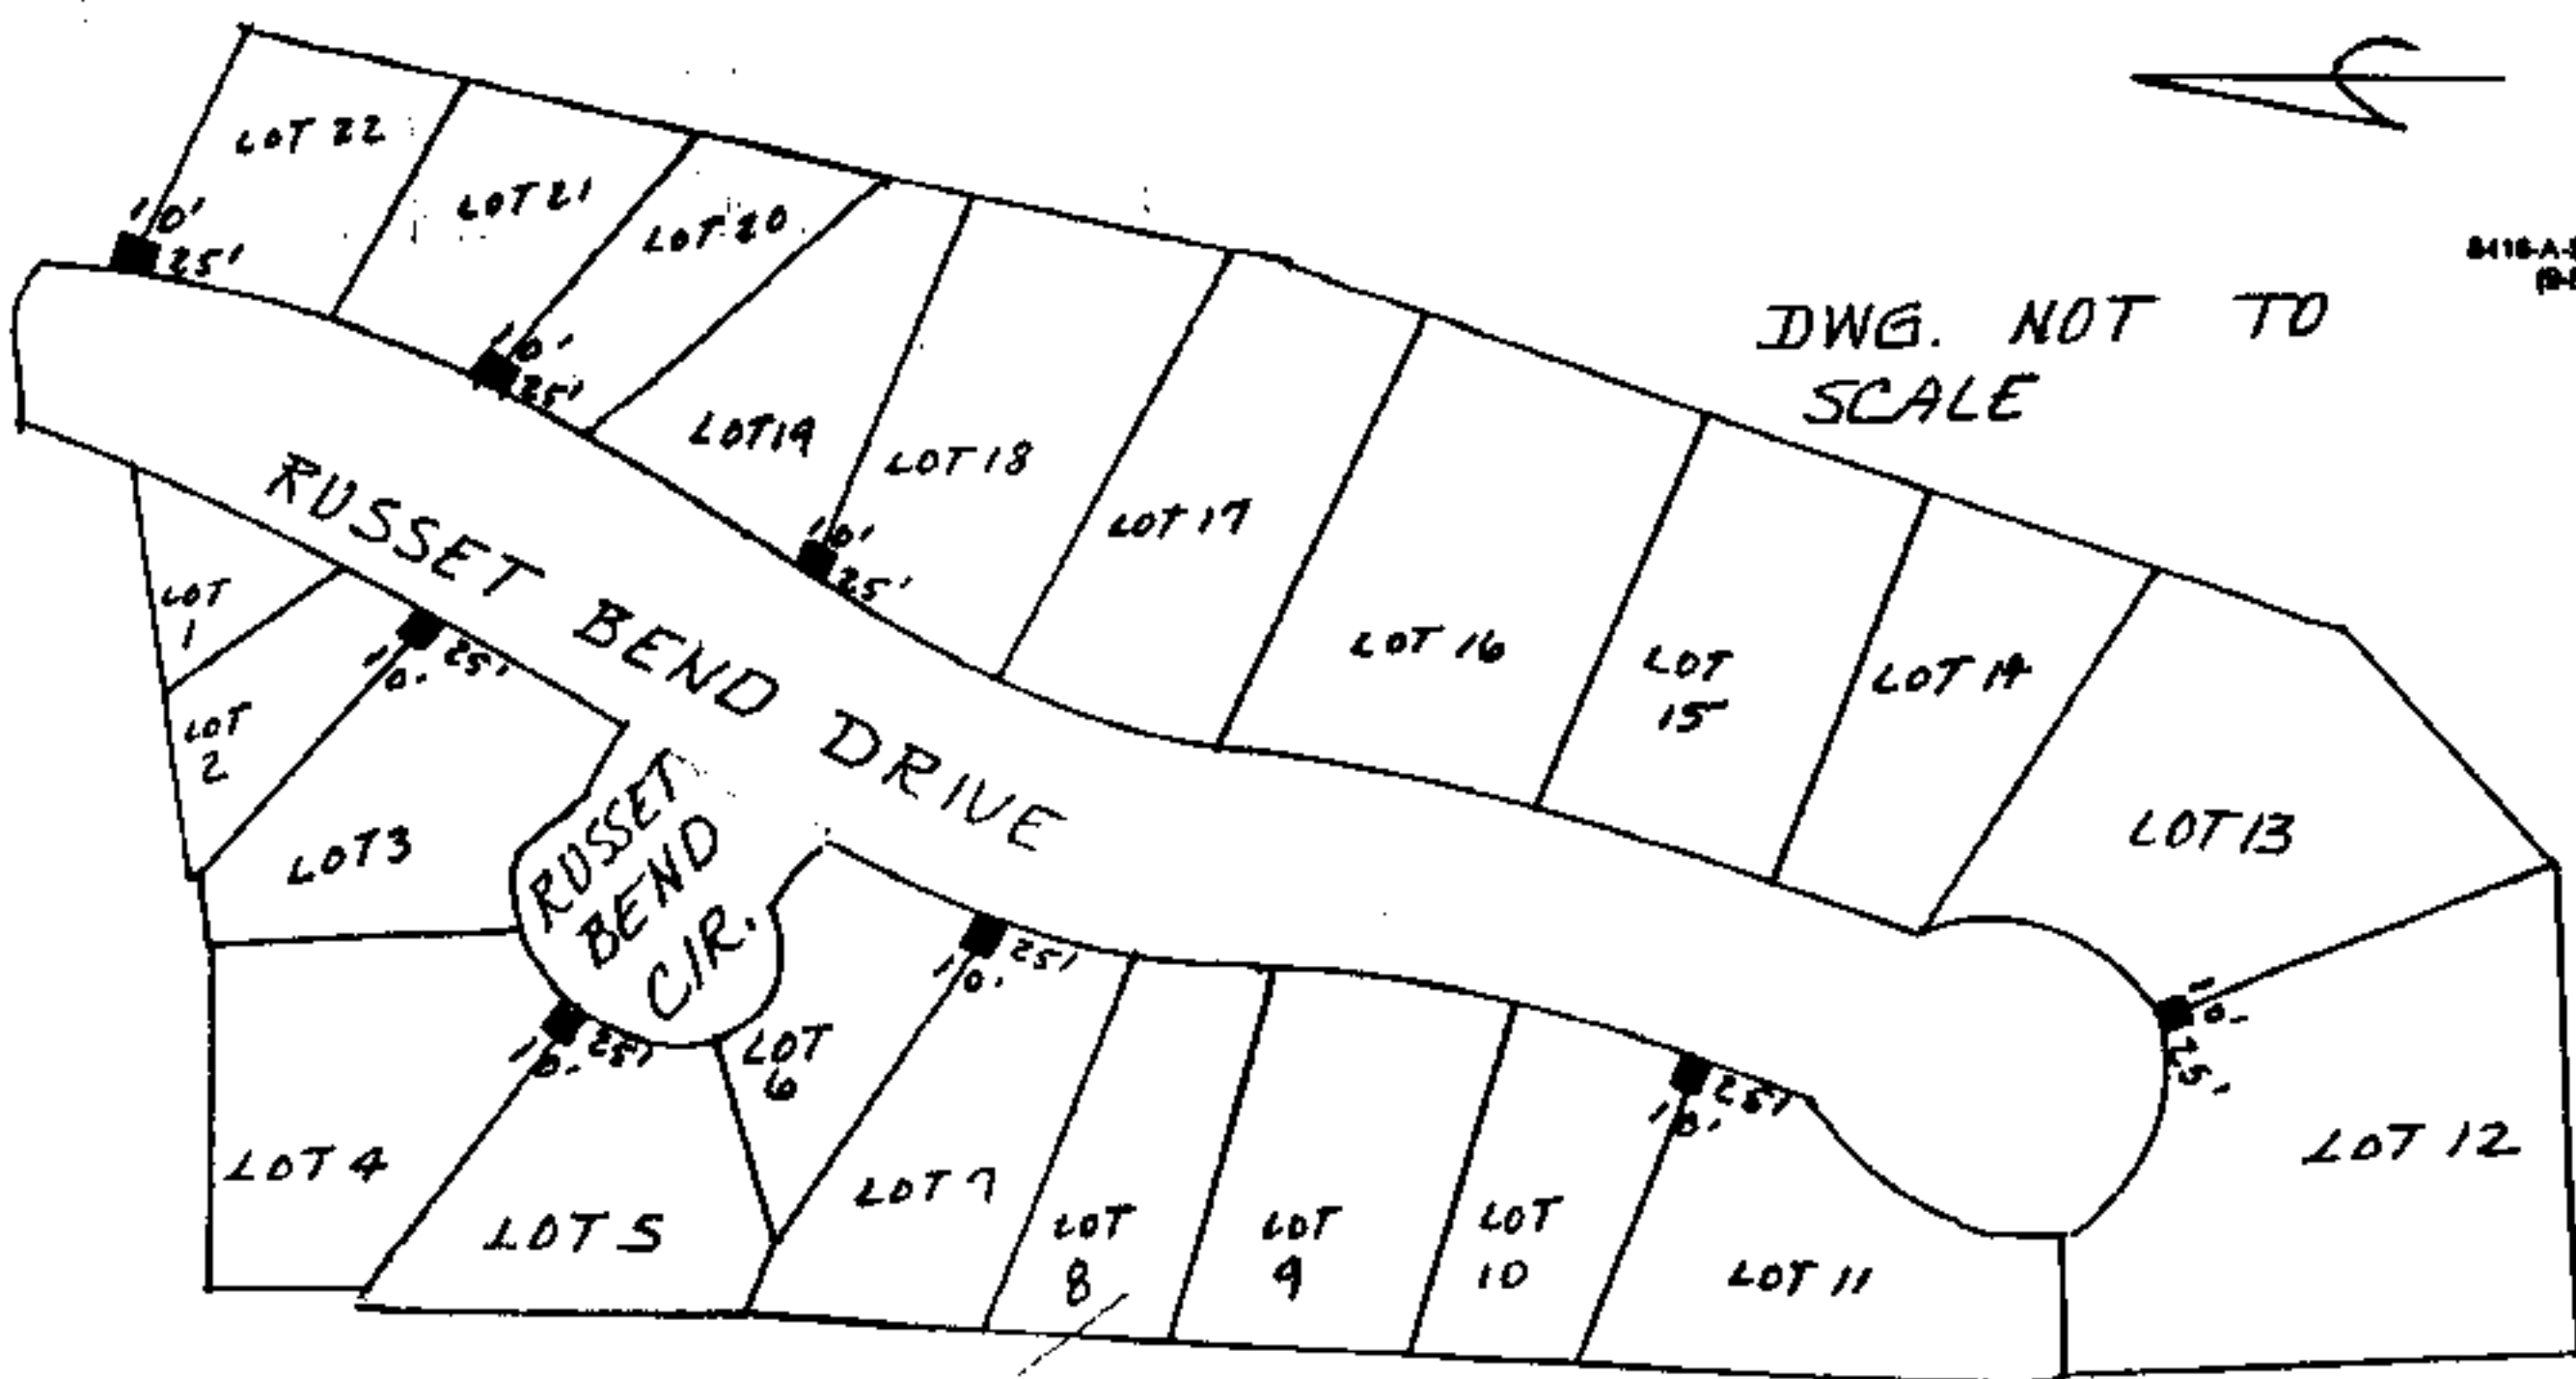 LOT 22
LOT 21
LOT 20
10'
25'
10'
25'
DWG. NOT TO
SCALE
LOT 19
LOT 18
LOT 17
10'
25'
RUSSET BEND DRIVE
LOT
1
LOT
2
10'
25'
LOT 16
LOT
15
LOT 14
LOT 13
LOT 3
RUSSET
BEND
CIR.
10'
25'
10'
25'
LOT
6
10'
25'
10'
25'
LOT 4
LOT 5
LOT 7
LOT
8
LOT
9
LOT
10
LOT 11
LOT 12